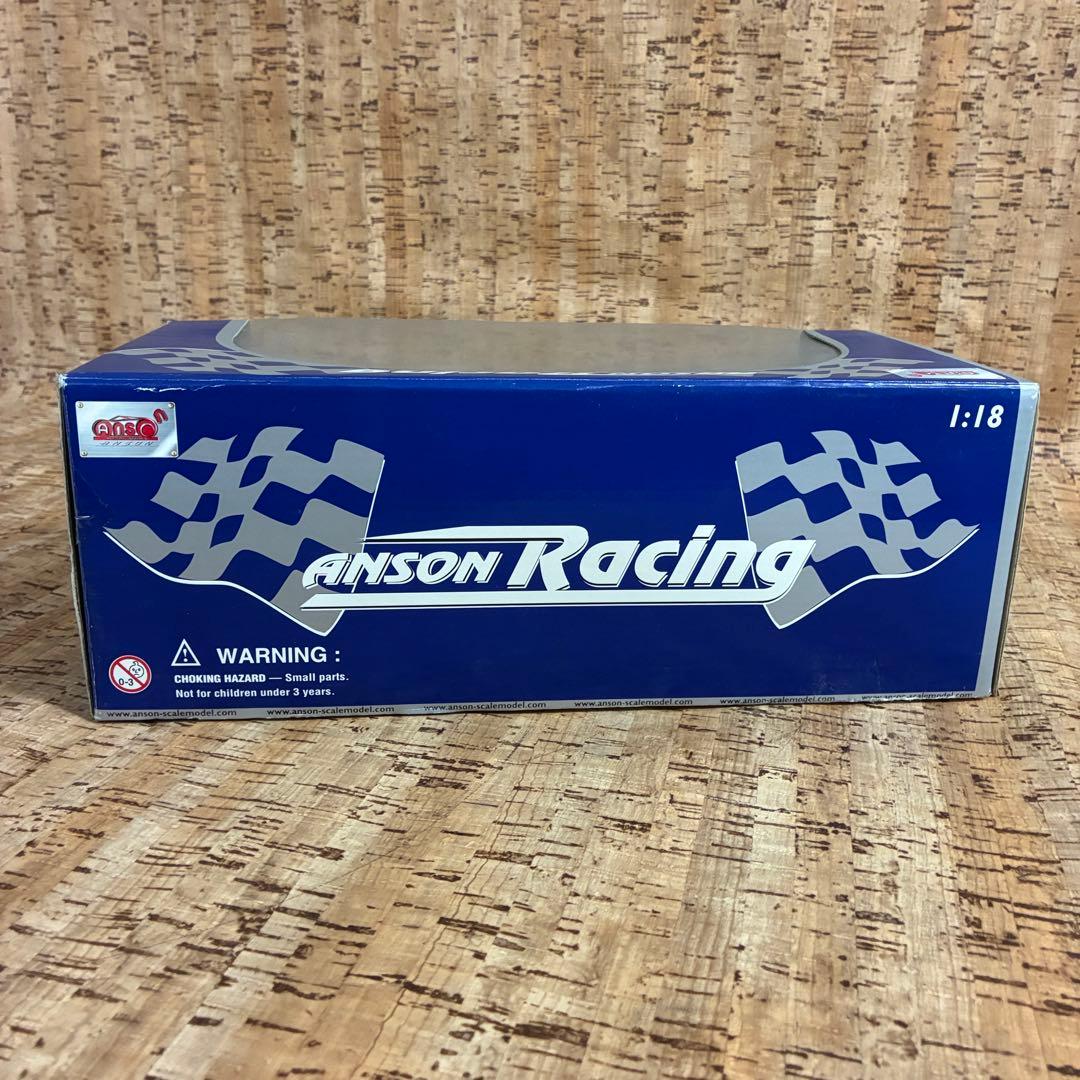 ANSON
ANSON
1:18
ANSON Racing
WARNING :
0-3
CHOKING HAZARD — Small parts.
Not for children under 3 years.
www.anson-scalemodel.com www.anson-scalemodel.com www.anson-scalemodel.com www.anson-scalemodel.com www.anson-scalemodel.com